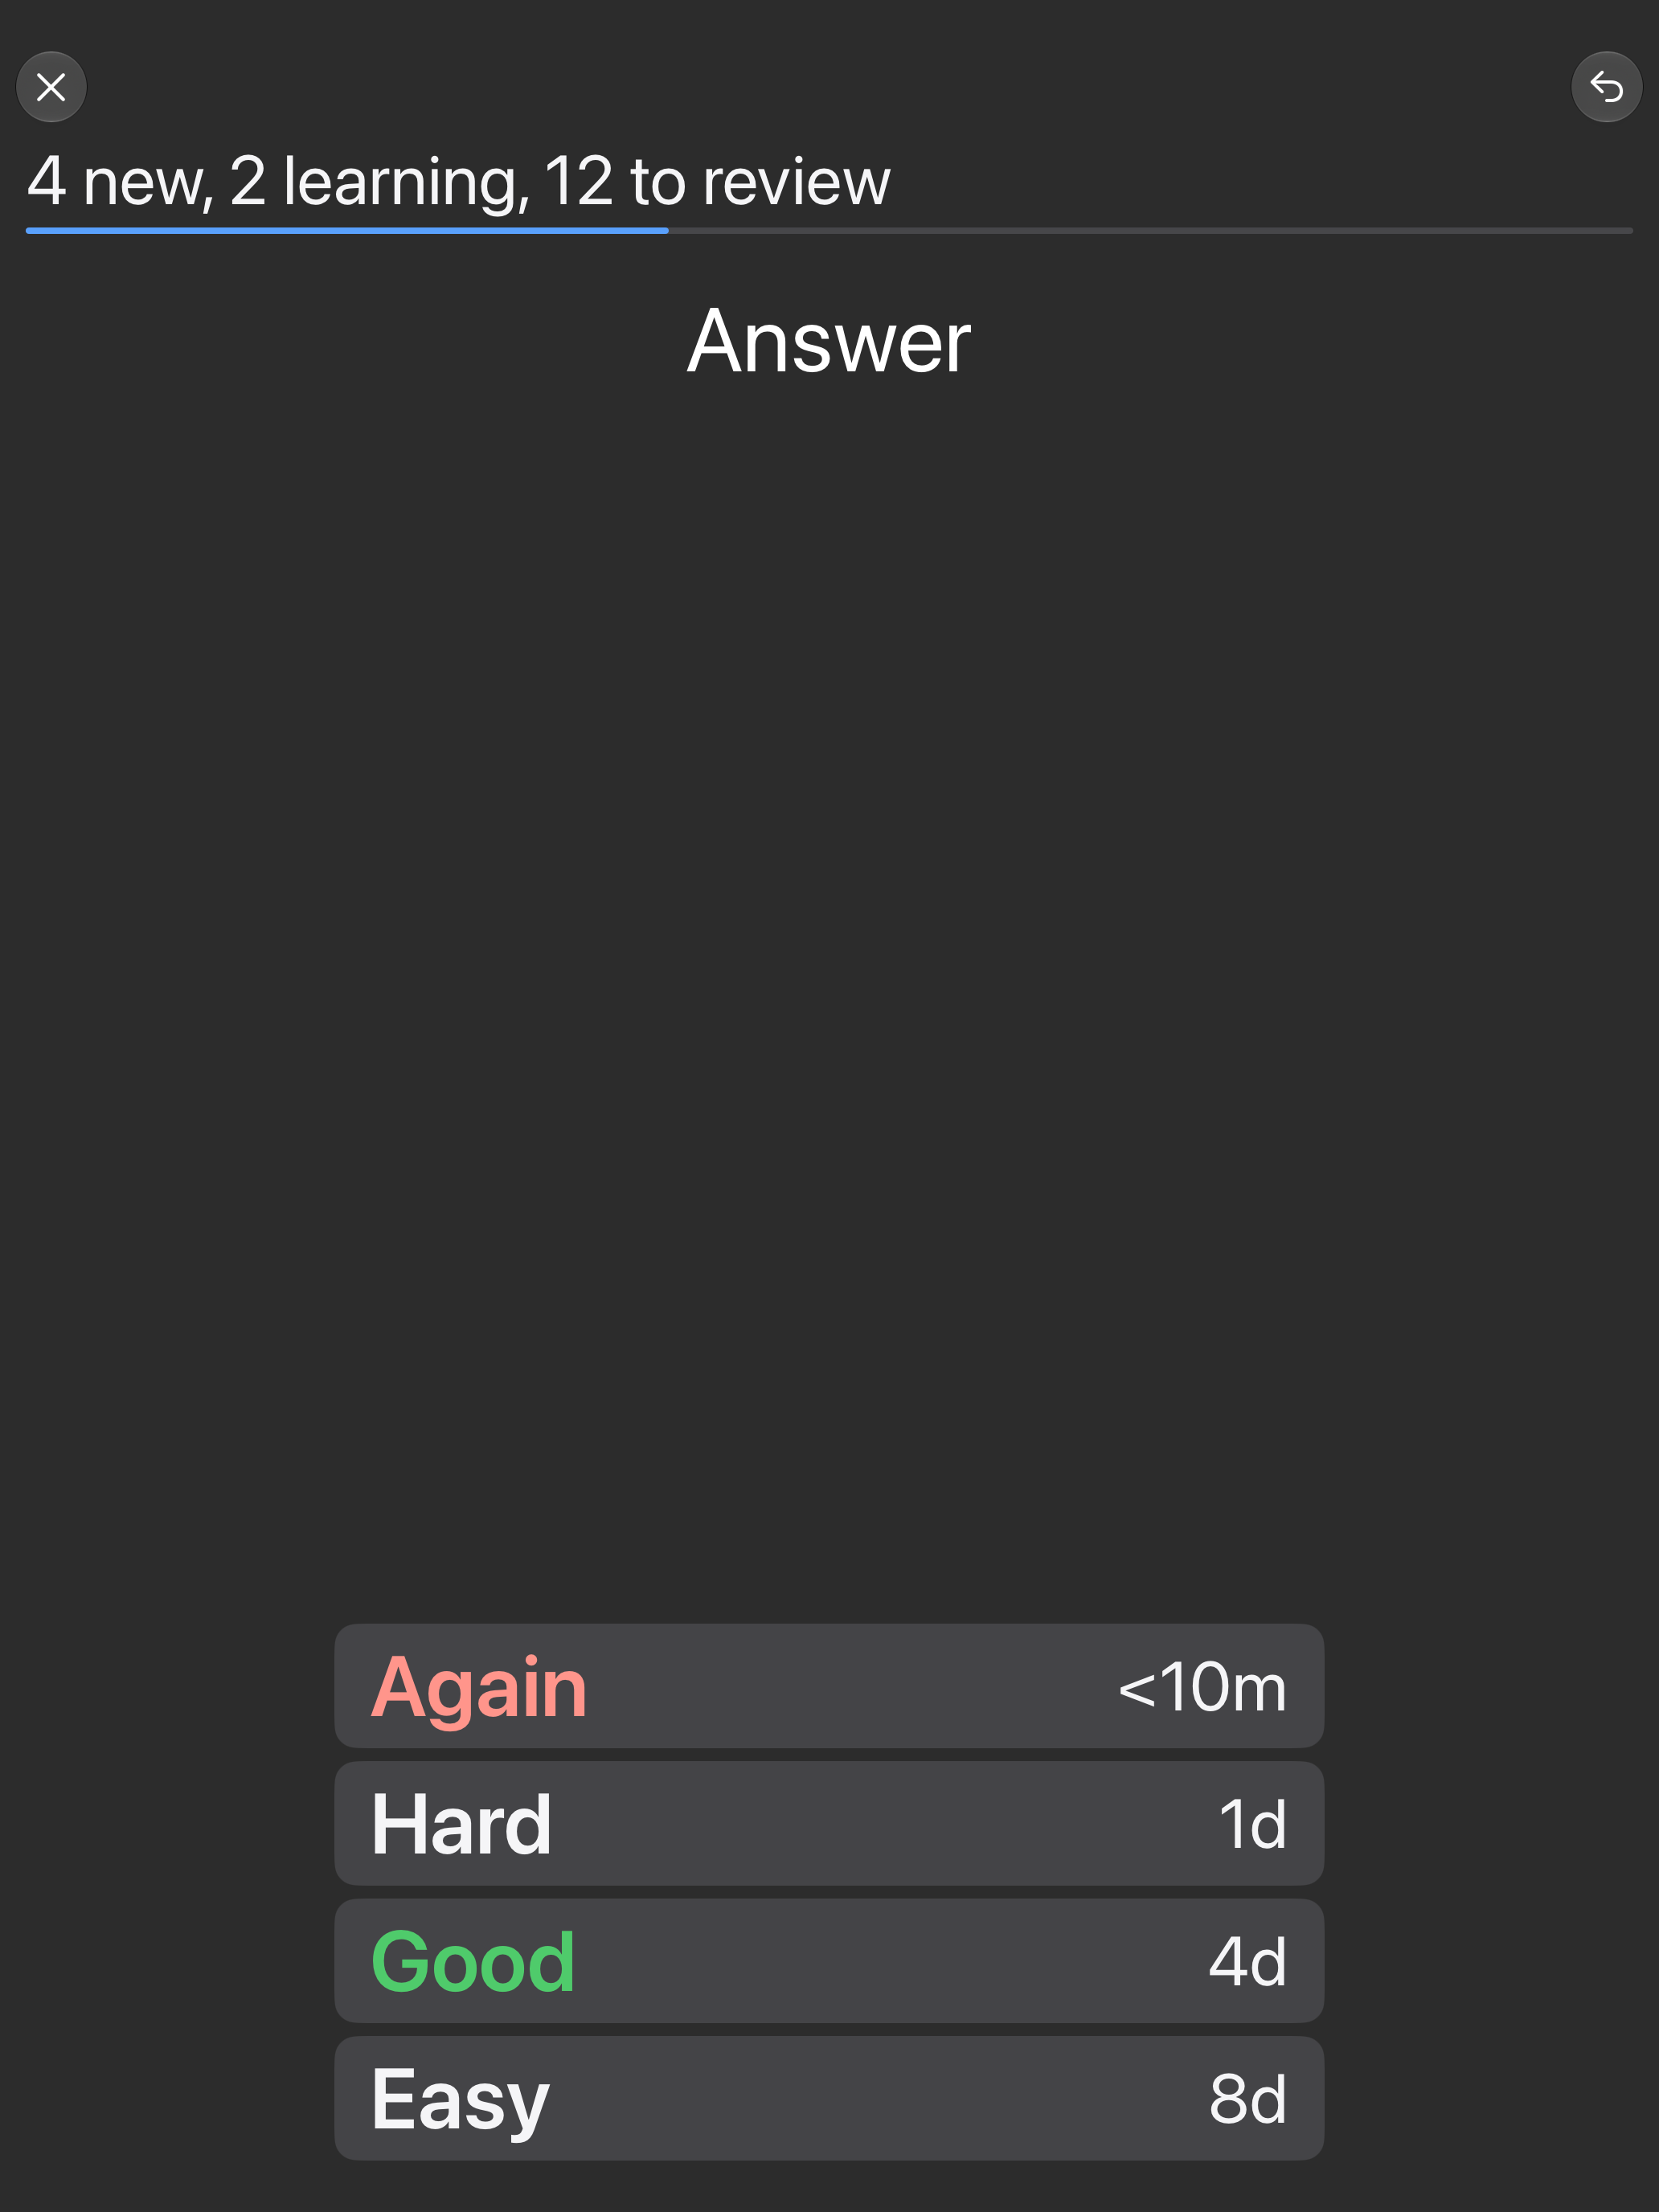 4 new, 2 learning, 12 to review
Answer
Again <10m
Hard 1d
Good 4d
Easy 8d